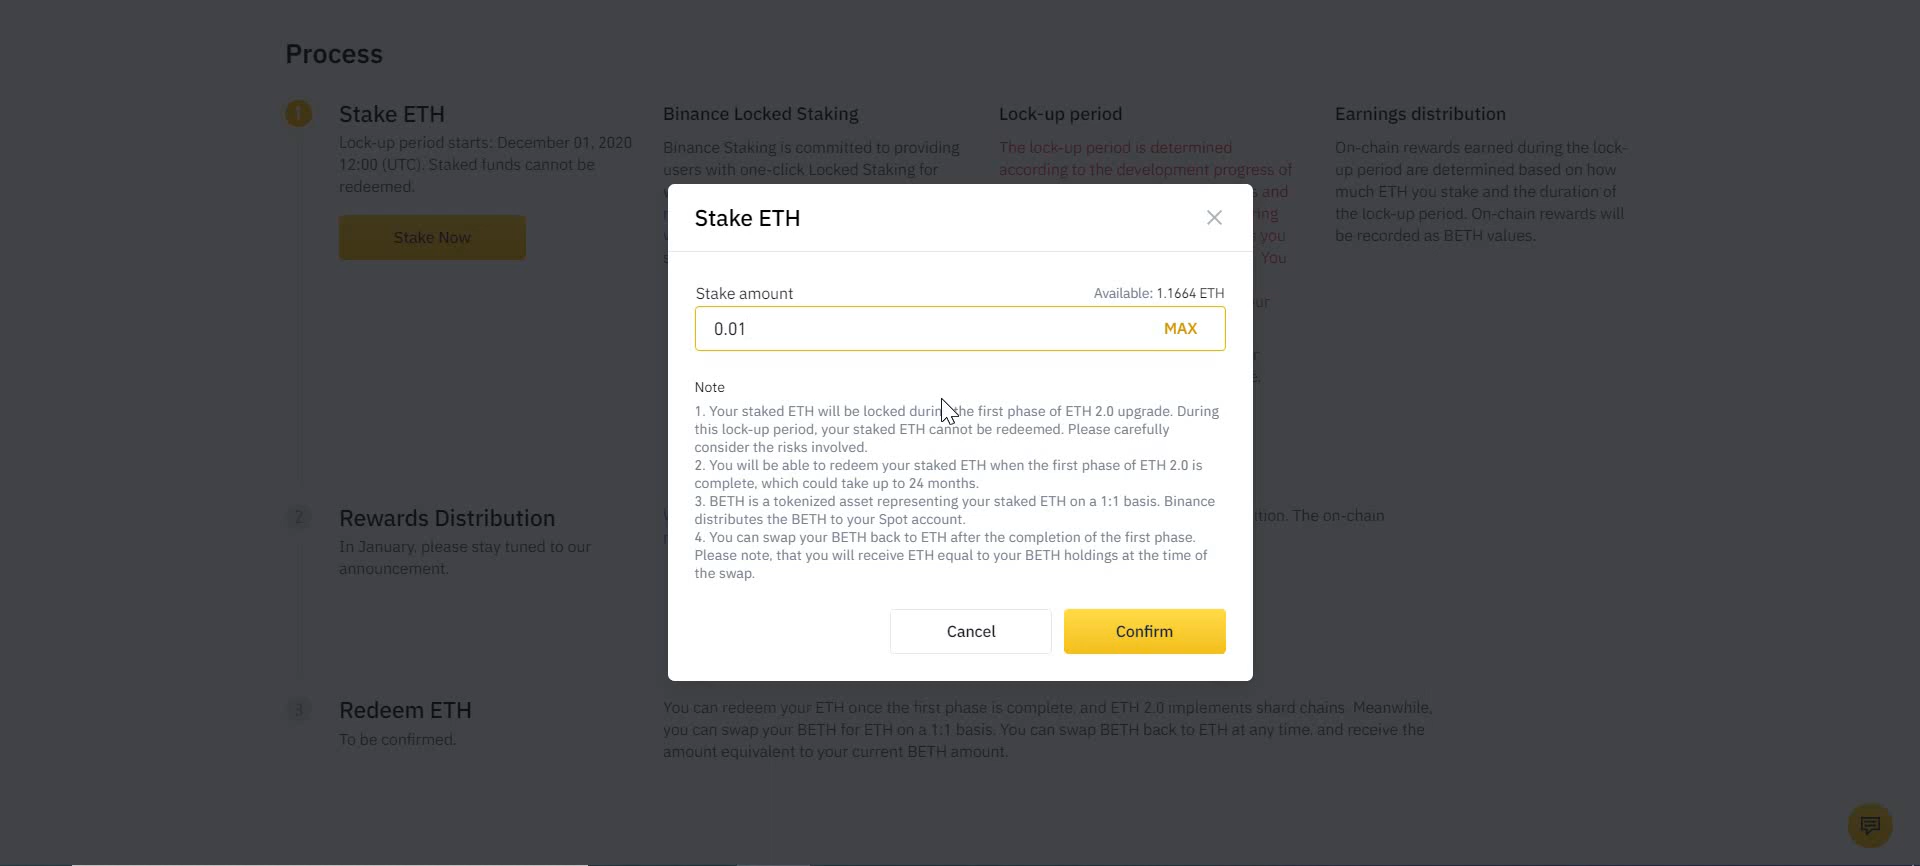 Process
1
Stake ETH
Lock-up period starts: December 01, 2020
12:00 (UTC). Staked funds cannot be
redeemed.
Stake Now
Binance Locked Staking
Binance Staking is committed to providing
users with one-click Locked Staking for
Lock-up period
The lock-up period is determined
according to the development progress of
and
you
You
Earnings distribution
On-chain rewards earned during the lock-
up period are determined based on how
much ETH you stake and the duration of
the lock-up period. On-chain rewards will
be recorded as BETH values.
Stake ETH
Stake amount
Available: 1.1664 ETH
0.01
MAX
Note
1. Your staked ETH will be locked during the first phase of ETH 2.0 upgrade. During
this lock-up period, your staked ETH cannot be redeemed. Please carefully
consider the risks involved.
2. You will be able to redeem your staked ETH when the first phase of ETH 2.0 is
complete, which could take up to 24 months.
3. BETH is a tokenized asset representing your staked ETH on a 1:1 basis. Binance
distributes the BETH to your Spot account.
4. You can swap your BETH back to ETH after the completion of the first phase.
Please note, that you will receive ETH equal to your BETH holdings at the time of
the swap.
Cancel
Confirm
2
Rewards Distribution
In January, please stay tuned to our
announcement.
The on-chain
3
Redeem ETH
To be confirmed.
You can redeem your ETH once the first phase is complete, and ETH 2.0 implements shard chains. Meanwhile,
you can swap your BETH for ETH on a 1:1 basis. You can swap BETH back to ETH at any time, and receive the
amount equivalent to your current BETH amount.